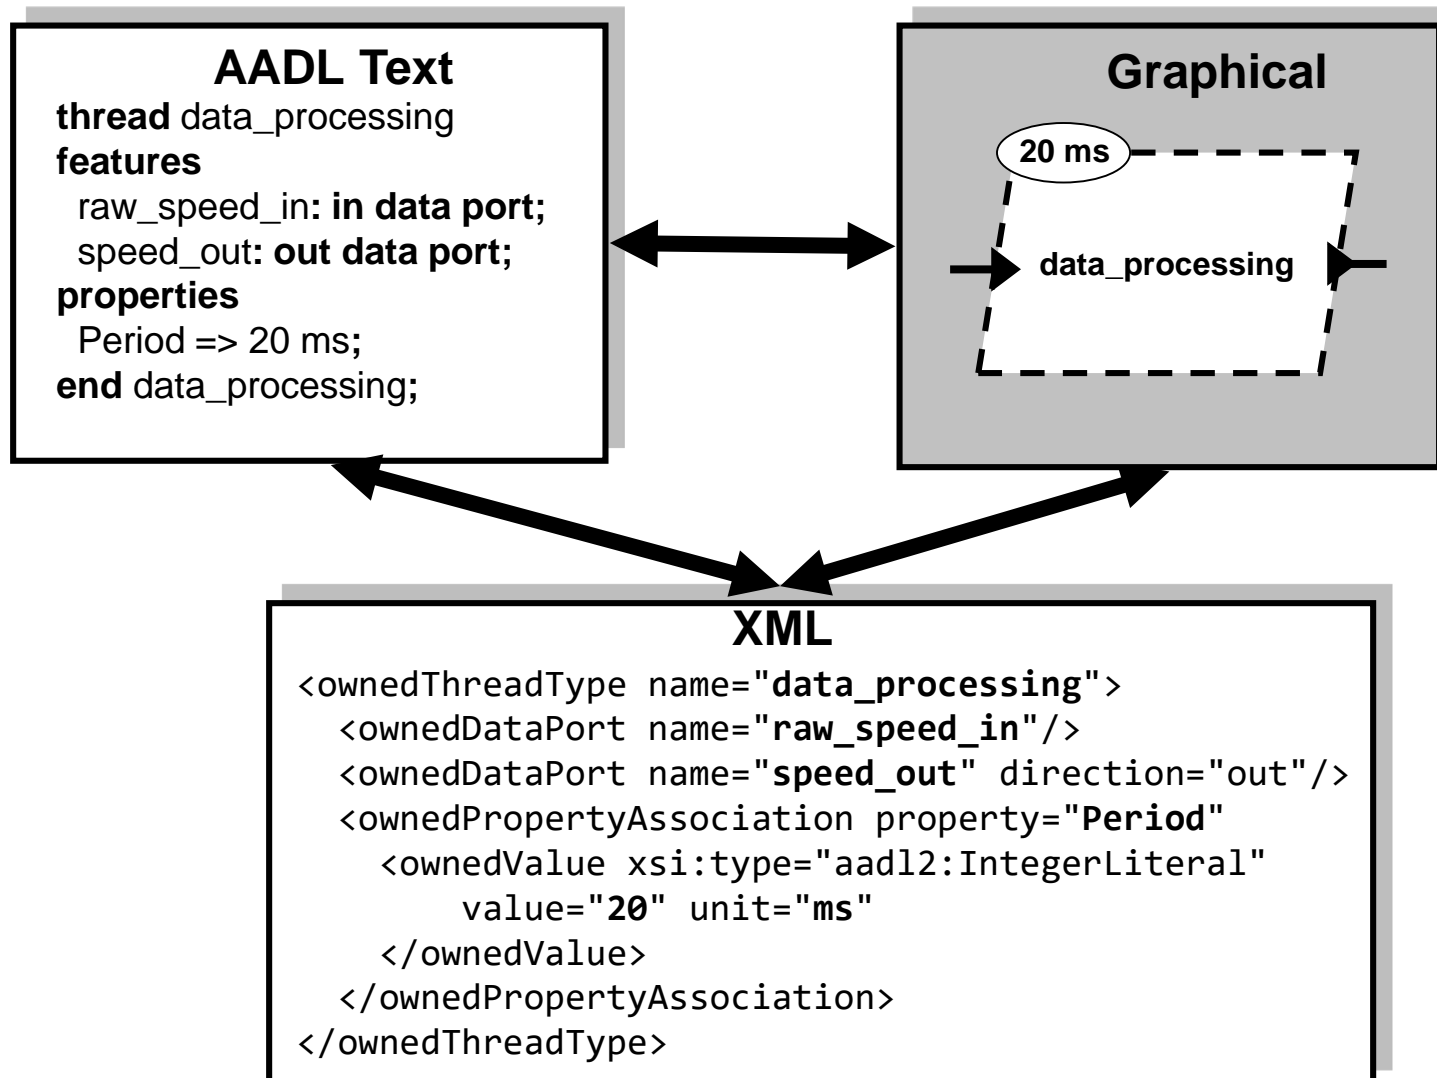 AADL Text
thread data_processing
features
raw_speed_in: in data port;
speed_out: out data port;
properties
Period => 20 ms;
end data_processing;
Graphical
20 ms
data_processing
XML
<ownedThreadType name="data_processing">
<ownedDataPort name="raw_speed_in"/>
<ownedDataPort name="speed_out" direction="out"/>
<ownedPropertyAssociation property="Period"
<ownedValue xsi:type="aadl2:IntegerLiteral"
value="20" unit="ms"
</ownedValue>
</ownedPropertyAssociation>
</ownedThreadType>